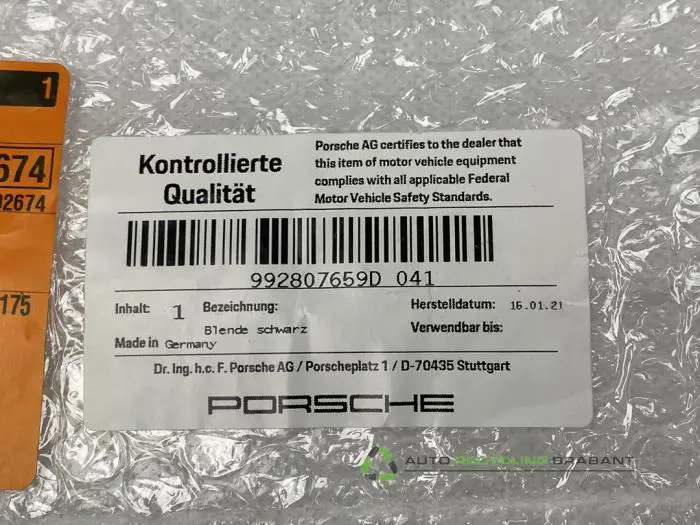 1
674
02674
175
Kontrollierte
Qualität
Porsche AG certifies to the dealer that
this item of motor vehicle equipment
complies with all applicable Federal
Motor Vehicle Safety Standards.
992807659D 041
Inhalt: 1 Bezeichnung: Herstelldatum: 15.01.21
Blende schwarz Verwendbar bis:
Made in Germany
Dr. Ing. h.c. F. Porsche AG / Porscheplatz 1 / D-70435 Stuttgart
PORSCHE
AUTO RECYCLING BRABANT